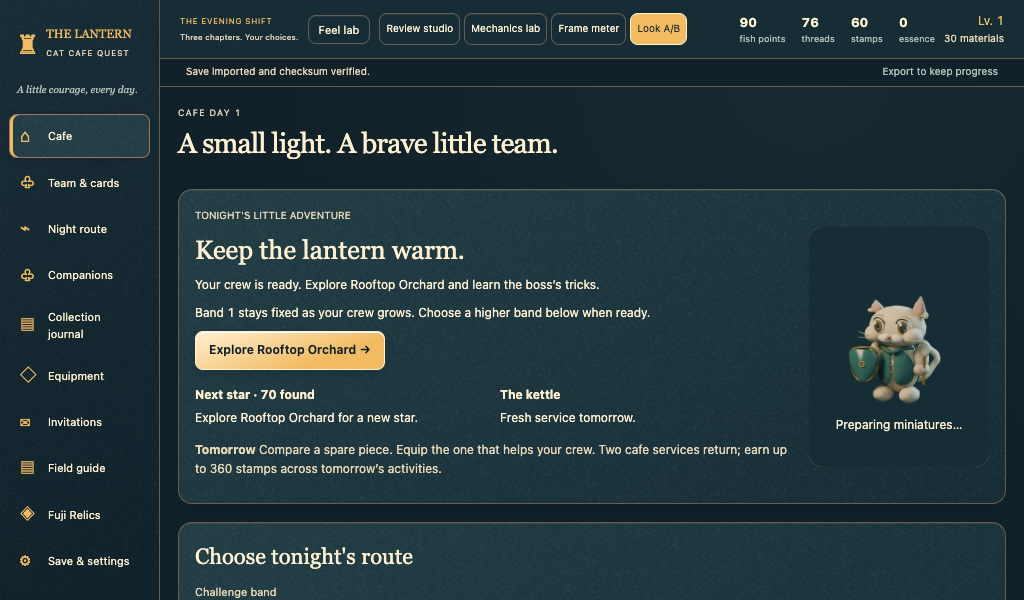 THE LANTERN
CAT CAFE QUEST
A little courage, every day.
Cafe
Team & cards
Night route
Companions
Collection
journal
Equipment
Invitations
Field guide
Fuji Relics
Save & settings
THE EVENING SHIFT
Three chapters. Your choices.
Feel lab
Review studio
Mechanics lab
Frame meter
Look A/B
90
fish points
76
threads
60
stamps
0
essence
Lv. 1
30 materials
Save imported and checksum verified.
Export to keep progress
CAFE DAY 1
A small light. A brave little team.
TONIGHT'S LITTLE ADVENTURE
Keep the lantern warm.
Your crew is ready. Explore Rooftop Orchard and learn the boss's tricks.
Band 1 stays fixed as your crew grows. Choose a higher band below when ready.
Explore Rooftop Orchard →
Next star · 70 found
Explore Rooftop Orchard for a new star.
The kettle
Fresh service tomorrow.
Tomorrow Compare a spare piece. Equip the one that helps your crew. Two cafe services return; earn up
to 360 stamps across tomorrow's activities.
Preparing miniatures…
Choose tonight's route
Challenge band